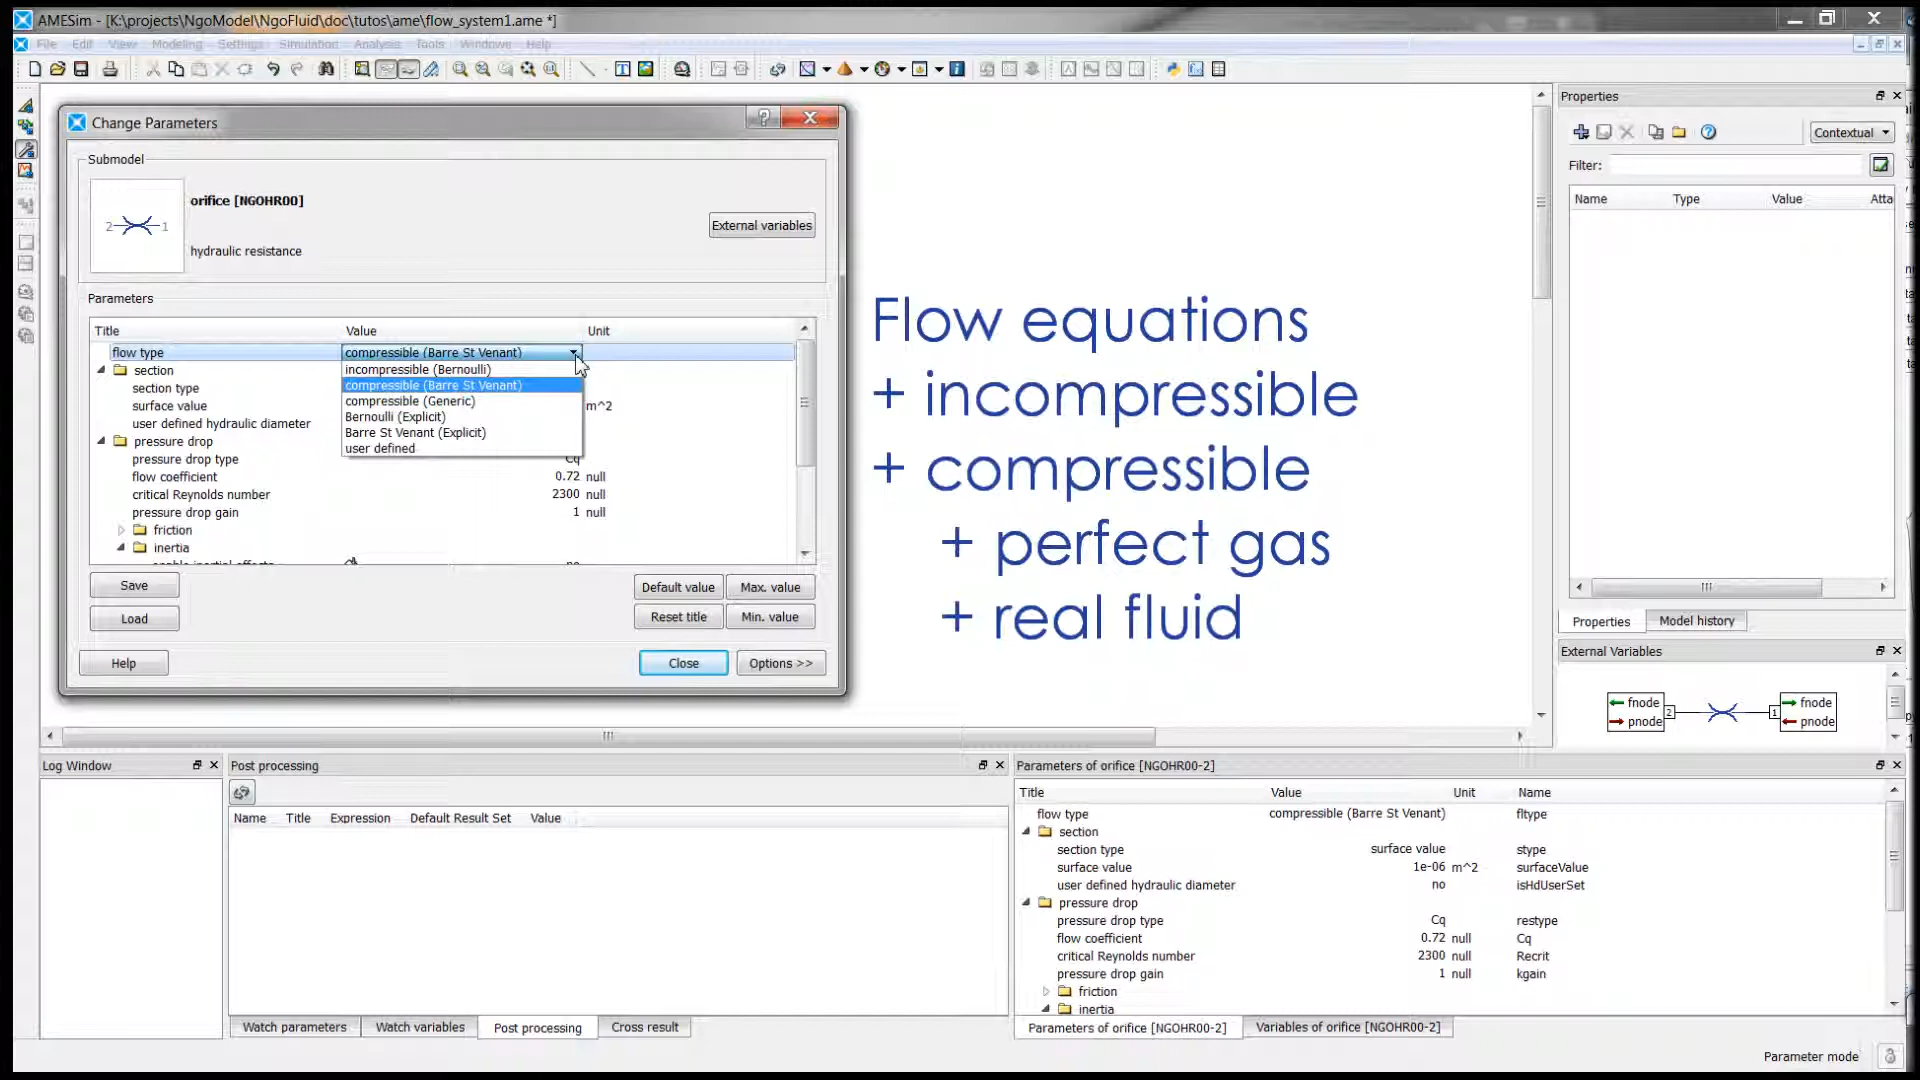 AMESim - [K:\projects\NgoModel\NgoFluid\doc\tutos\ame\flow_system1.ame *]
File Edit View Modeling Settings Simulation Analysis Tools Windows Help
Change Parameters
Submodel
orifice [NGOHR00]
2
1
External variables
hydraulic resistance
Parameters
Title Value Unit
flow type compressible (Barre St Venant)
incompressible (Bernoulli)
compressible (Barre St Venant)
compressible (Generic)
Bernoulli (Explicit)
Barre St Venant (Explicit)
user defined
section
section type
surface value m^2
user defined hydraulic diameter
pressure drop
pressure drop type Cq
flow coefficient 0.72 null
critical Reynolds number 2300 null
pressure drop gain 1 null
friction
inertia
Save
Load
Default value Max. value
Reset title Min. value
Help Close Options >>
Flow equations
+ incompressible
+ compressible
+ perfect gas
+ real fluid
Properties
Contextual
Filter:
Name Type Value Atta
Properties Model history
External Variables
fnode 2 1 fnode
pnode pnode
Log Window
Post processing
Name Title Expression Default Result Set Value
Watch parameters Watch variables Post processing Cross result
Parameters of orifice [NGOHR00-2]
Title Value Unit Name
flow type compressible (Barre St Venant) fltype
section
section type surface value stype
surface value 1e-06 m^2 surfaceValue
user defined hydraulic diameter no isHdUserSet
pressure drop
pressure drop type Cq restype
flow coefficient 0.72 null Cq
critical Reynolds number 2300 null Recrit
pressure drop gain 1 null kgain
friction
inertia
Parameters of orifice [NGOHR00-2] Variables of orifice [NGOHR00-2]
Parameter mode